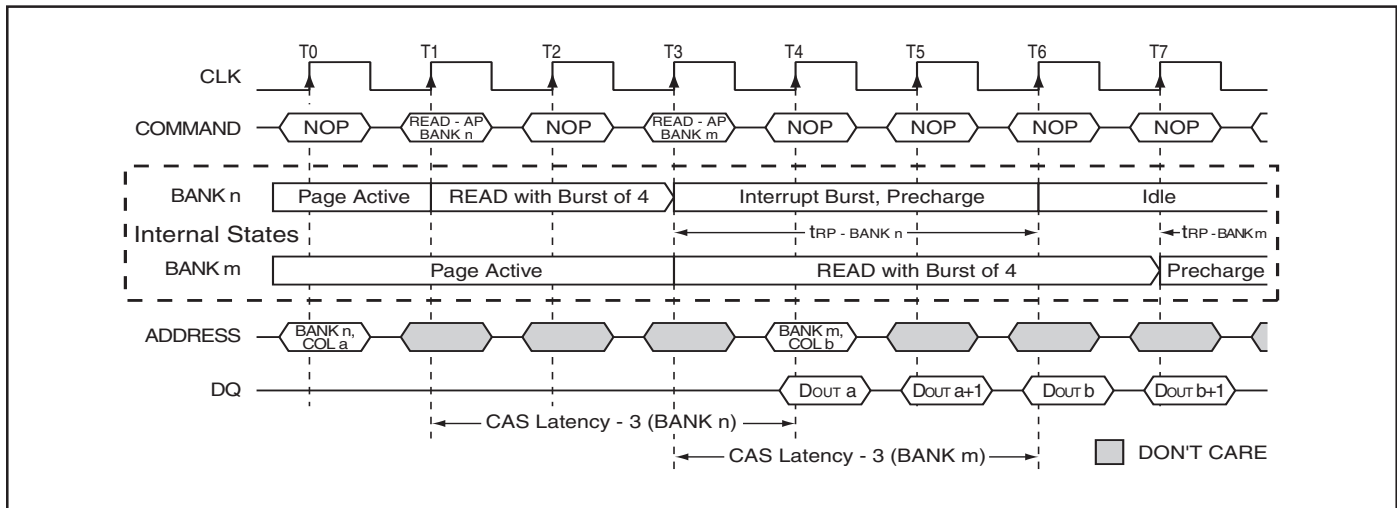 T0 T1 T2 T3 T4 T5 T6 T7
CLK
COMMAND NOP READ - AP BANK n NOP READ - AP BANK m NOP NOP NOP NOP
BANK n Page Active READ with Burst of 4 Interrupt Burst, Precharge Idle
Internal States tRP - BANK n tRP - BANK m
BANK m Page Active READ with Burst of 4 Precharge
ADDRESS BANK n, COL a BANK m, COL b
DQ DOUT a DOUT a+1 DOUT b DOUT b+1
CAS Latency - 3 (BANK n)
CAS Latency - 3 (BANK m)
DON'T CARE